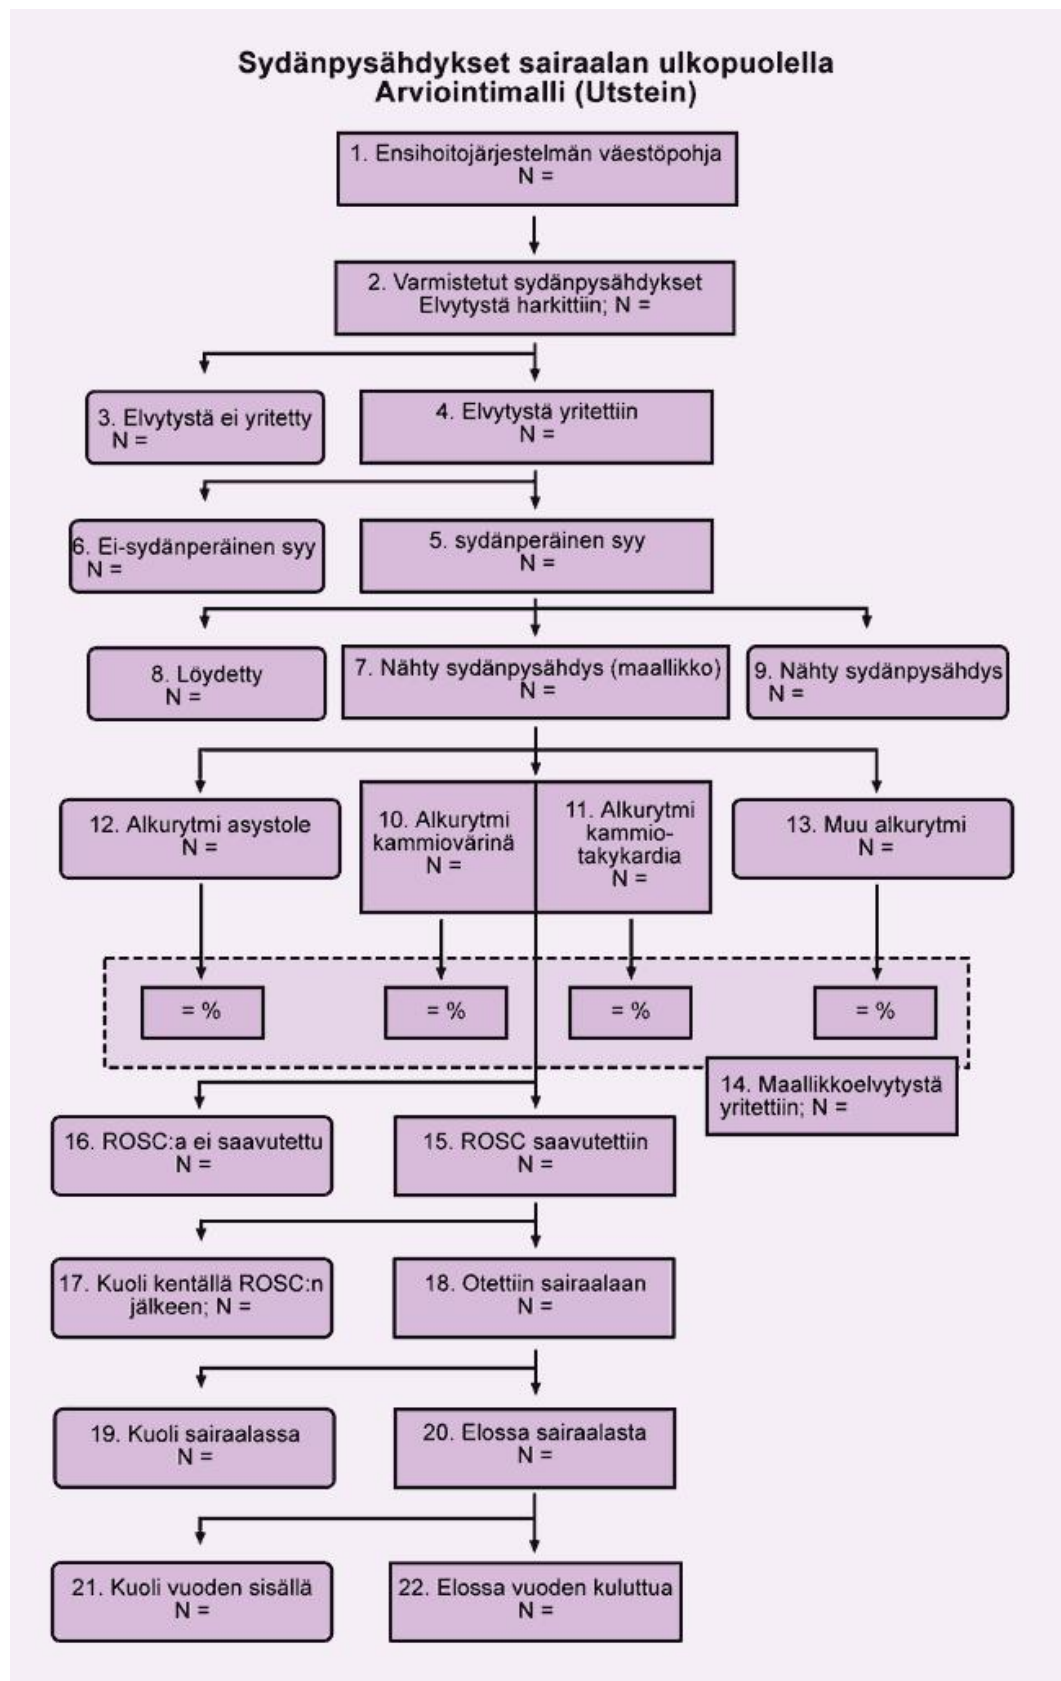 Sydänpysähdykset sairaalan ulkopuolella
Arviointimalli (Utstein)
1. Ensihoitojärjestelmän väestöpohja
N =
2. Varmistetut sydänpysähdykset
Elvytystä harkittiin; N =
3. Elvytystä ei yritetty
N =
4. Elvytystä yritettiin
N =
6. Ei-sydänperäinen syy
N =
5. sydänperäinen syy
N =
8. Löydetty
N =
7. Nähty sydänpysähdys (maallikko)
N =
9. Nähty sydänpysähdys
N =
12. Alkurytmi asystole
N =
10. Alkurytmi
kammiovärinä
N =
11. Alkurytmi
kammio-
takykardia
N =
13. Muu alkurytmi
N =
= %
= %
= %
= %
14. Maallikkoelvytystä
yritettiin; N =
16. ROSC:a ei saavutettu
N =
15. ROSC saavutettiin
N =
17. Kuoli kentällä ROSC:n
jälkeen; N =
18. Otettiin sairaalaan
N =
19. Kuoli sairaalassa
N =
20. Elossa sairaalasta
N =
21. Kuoli vuoden sisällä
N =
22. Elossa vuoden kuluttua
N =